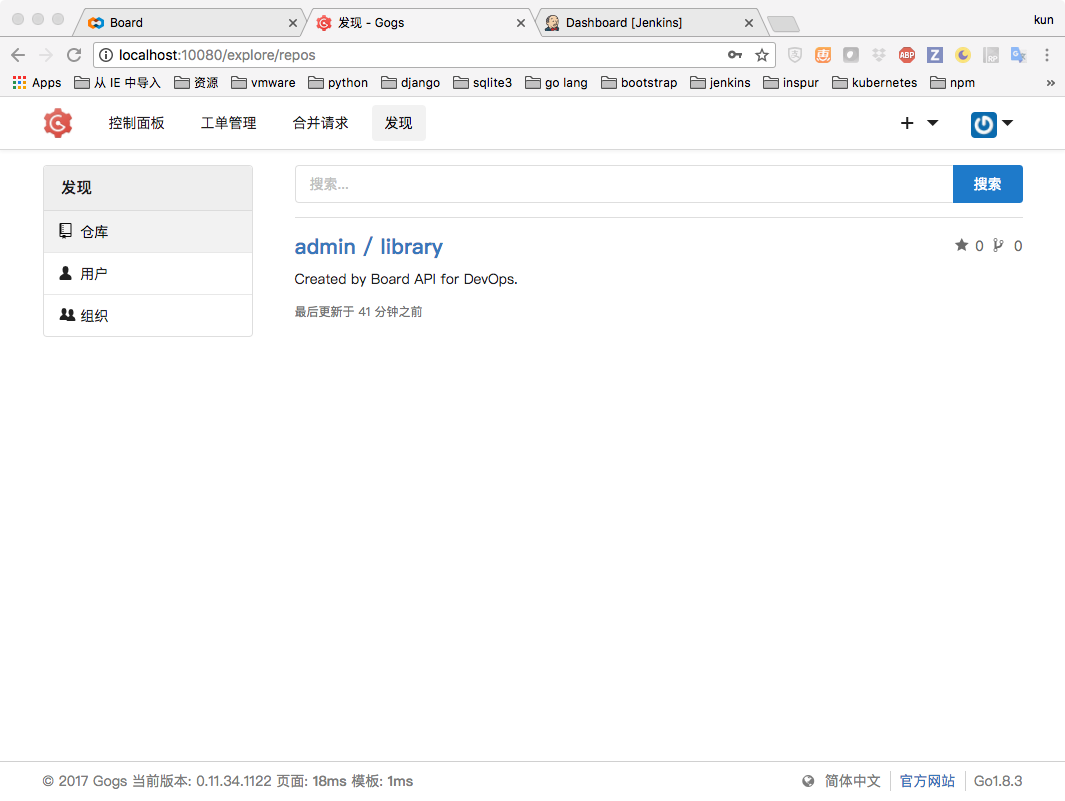 Board
发现 - Gogs
Dashboard [Jenkins]
kun
localhost:10080/explore/repos
ABP
Z
Apps 从 IE 中导入 资源 vmware python django sqlite3 go lang bootstrap jenkins inspur kubernetes npm »
控制面板 工单管理 合并请求 发现
发现
仓库
用户
组织
搜索...
搜索
admin / library
0 0
Created by Board API for DevOps.
最后更新于 41 分钟之前
© 2017 Gogs 当前版本: 0.11.34.1122 页面: 18ms 模板: 1ms
简体中文 官方网站 Go1.8.3